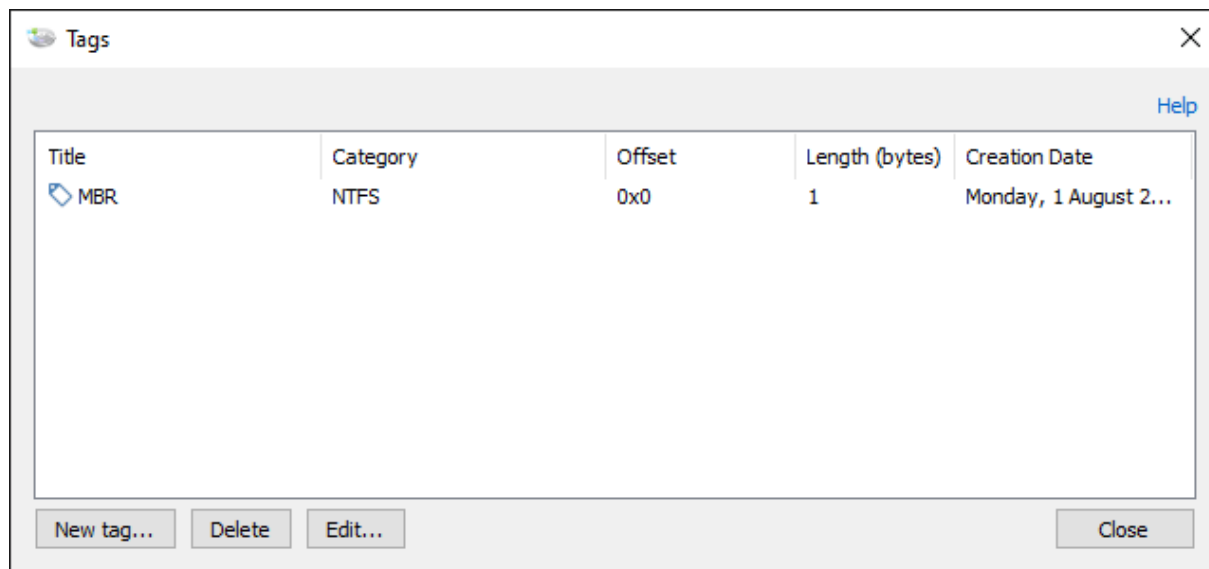 Tags
Help
Title Category Offset Length (bytes) Creation Date
MBR NTFS 0x0 1 Monday, 1 August 2...
New tag... Delete Edit... Close